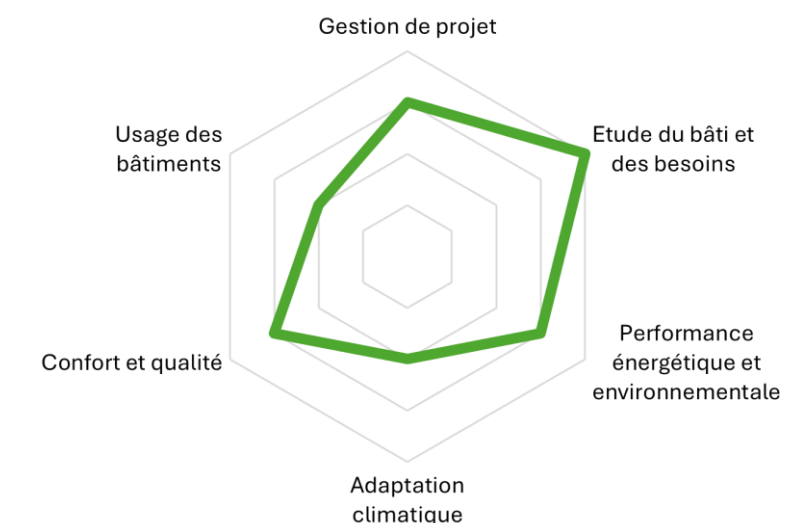 Gestion de projet
Etude du bâti et
des besoins
Performance
énergétique et
environnementale
Adaptation
climatique
Confort et qualité
Usage des
bâtiments